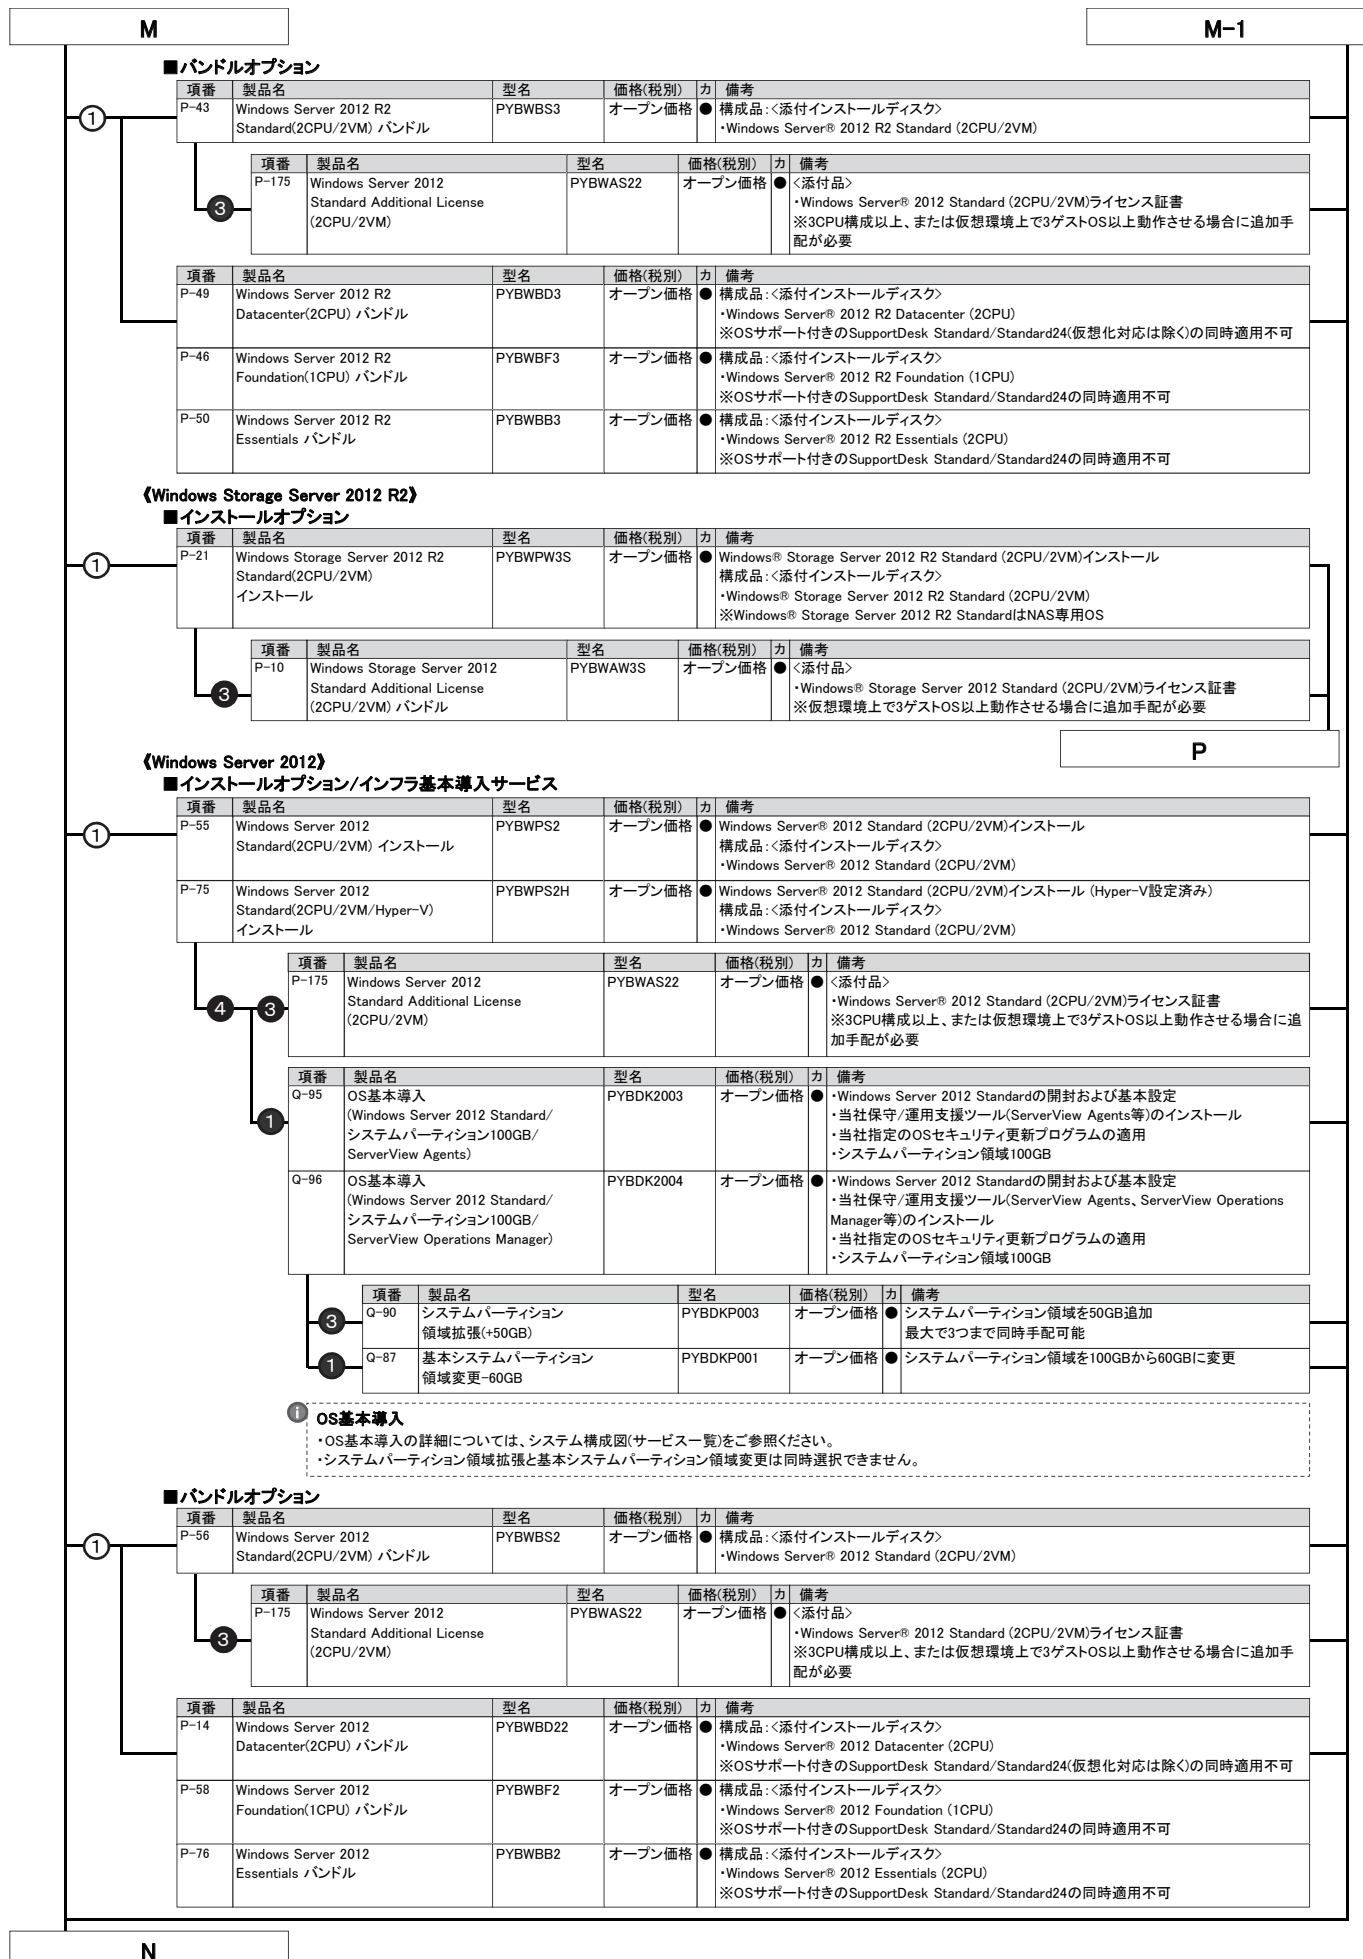 M
M-1
■バンドルオプション
項番 製品名 型名 価格(税別) カ 備考
P-43 Windows Server 2012 R2 PYBWBS3 オープン価格 ● 構成品:<添付インストールディスク>
Standard(2CPU/2VM) バンドル ・Windows Server® 2012 R2 Standard (2CPU/2VM)
①
項番 製品名 型名 価格(税別) カ 備考
P-175 Windows Server 2012 PYBWAS22 オープン価格 ● <添付品>
Standard Additional License ・Windows Server® 2012 Standard (2CPU/2VM)ライセンス証書
❸ (2CPU/2VM) ※3CPU構成以上、または仮想環境上で3ゲストOS以上動作させる場合に追加手
配が必要
項番 製品名 型名 価格(税別) カ 備考
P-49 Windows Server 2012 R2 PYBWBD3 オープン価格 ● 構成品:<添付インストールディスク>
Datacenter(2CPU) バンドル ・Windows Server® 2012 R2 Datacenter (2CPU)
※OSサポート付きのSupportDesk Standard/Standard24(仮想化対応は除く)の同時適用不可
P-46 Windows Server 2012 R2 PYBWBF3 オープン価格 ● 構成品:<添付インストールディスク>
Foundation(1CPU) バンドル ・Windows Server® 2012 R2 Foundation (1CPU)
※OSサポート付きのSupportDesk Standard/Standard24の同時適用不可
P-50 Windows Server 2012 R2 PYBWBB3 オープン価格 ● 構成品:<添付インストールディスク>
Essentials バンドル ・Windows Server® 2012 R2 Essentials (2CPU)
※OSサポート付きのSupportDesk Standard/Standard24の同時適用不可
《Windows Storage Server 2012 R2》
■インストールオプション
項番 製品名 型名 価格(税別) カ 備考
① P-21 Windows Storage Server 2012 R2 PYBWPW3S オープン価格 ● Windows® Storage Server 2012 R2 Standard (2CPU/2VM)インストール
Standard(2CPU/2VM) 構成品:<添付インストールディスク>
インストール ・Windows® Storage Server 2012 R2 Standard (2CPU/2VM)
※Windows® Storage Server 2012 R2 StandardはNAS専用OS
項番 製品名 型名 価格(税別) カ 備考
P-10 Windows Storage Server 2012 PYBWAW3S オープン価格 ● <添付品>
❸ Standard Additional License ・Windows® Storage Server 2012 Standard (2CPU/2VM)ライセンス証書
(2CPU/2VM) バンドル ※仮想環境上で3ゲストOS以上動作させる場合に追加手配が必要
P
《Windows Server 2012》
■インストールオプション/インフラ基本導入サービス
項番 製品名 型名 価格(税別) カ 備考
① P-55 Windows Server 2012 PYBWPS2 オープン価格 ● Windows Server® 2012 Standard (2CPU/2VM)インストール
Standard(2CPU/2VM) インストール 構成品:<添付インストールディスク>
・Windows Server® 2012 Standard (2CPU/2VM)
P-75 Windows Server 2012 PYBWPS2H オープン価格 ● Windows Server® 2012 Standard (2CPU/2VM)インストール (Hyper-V設定済み)
Standard(2CPU/2VM/Hyper-V) 構成品:<添付インストールディスク>
インストール ・Windows Server® 2012 Standard (2CPU/2VM)
項番 製品名 型名 価格(税別) カ 備考
P-175 Windows Server 2012 PYBWAS22 オープン価格 ● <添付品>
❹ ❸ Standard Additional License ・Windows Server® 2012 Standard (2CPU/2VM)ライセンス証書
(2CPU/2VM) ※3CPU構成以上、または仮想環境上で3ゲストOS以上動作させる場合に追
加手配が必要
項番 製品名 型名 価格(税別) カ 備考
Q-95 OS基本導入 PYBDK2003 オープン価格 ● ・Windows Server 2012 Standardの開封および基本設定
❶ (Windows Server 2012 Standard/ ・当社保守/運用支援ツール(ServerView Agents等)のインストール
システムパーティション100GB/ ・当社指定のOSセキュリティ更新プログラムの適用
ServerView Agents) ・システムパーティション領域100GB
Q-96 OS基本導入 PYBDK2004 オープン価格 ● ・Windows Server 2012 Standardの開封および基本設定
(Windows Server 2012 Standard/ ・当社保守/運用支援ツール(ServerView Agents、ServerView Operations
システムパーティション100GB/ Manager等)のインストール
ServerView Operations Manager) ・当社指定のOSセキュリティ更新プログラムの適用
・システムパーティション領域100GB
項番 製品名 型名 価格(税別) カ 備考
❸ Q-90 システムパーティション PYBDKP003 オープン価格 ● システムパーティション領域を50GB追加
領域拡張(+50GB) 最大で3つまで同時手配可能
❶ Q-87 基本システムパーティション PYBDKP001 オープン価格 ● システムパーティション領域を100GBから60GBに変更
領域変更-60GB
i OS基本導入
・OS基本導入の詳細については、システム構成図(サービス一覧)をご参照ください。
・システムパーティション領域拡張と基本システムパーティション領域変更は同時選択できません。
■バンドルオプション
項番 製品名 型名 価格(税別) カ 備考
① P-56 Windows Server 2012 PYBWBS2 オープン価格 ● 構成品:<添付インストールディスク>
Standard(2CPU/2VM) バンドル ・Windows Server® 2012 Standard (2CPU/2VM)
項番 製品名 型名 価格(税別) カ 備考
P-175 Windows Server 2012 PYBWAS22 オープン価格 ● <添付品>
❸ Standard Additional License ・Windows Server® 2012 Standard (2CPU/2VM)ライセンス証書
(2CPU/2VM) ※3CPU構成以上、または仮想環境上で3ゲストOS以上動作させる場合に追加手
配が必要
項番 製品名 型名 価格(税別) カ 備考
P-14 Windows Server 2012 PYBWBD22 オープン価格 ● 構成品:<添付インストールディスク>
Datacenter(2CPU) バンドル ・Windows Server® 2012 Datacenter (2CPU)
※OSサポート付きのSupportDesk Standard/Standard24(仮想化対応は除く)の同時適用不可
P-58 Windows Server 2012 PYBWBF2 オープン価格 ● 構成品:<添付インストールディスク>
Foundation(1CPU) バンドル ・Windows Server® 2012 Foundation (1CPU)
※OSサポート付きのSupportDesk Standard/Standard24の同時適用不可
P-76 Windows Server 2012 PYBWBB2 オープン価格 ● 構成品:<添付インストールディスク>
Essentials バンドル ・Windows Server® 2012 Essentials (2CPU)
※OSサポート付きのSupportDesk Standard/Standard24の同時適用不可
N